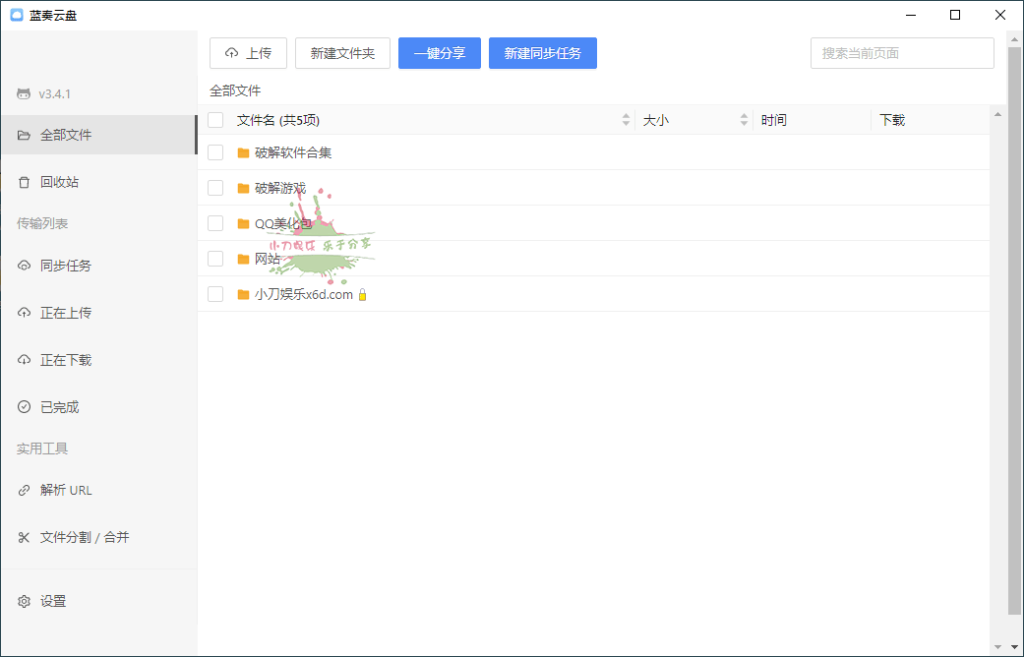 蓝奏云盘
上传 新建文件夹 一键分享 新建同步任务 搜索当前页面
v3.4.1
全部文件
回收站
传输列表
同步任务
正在上传
正在下载
已完成
实用工具
解析 URL
文件分割 / 合并
设置
全部文件
文件名 (共5项) 大小 时间 下载
破解软件合集
破解游戏
QQ美化包
小刀娱乐 乐于分享
网站
小刀娱乐x6d.com